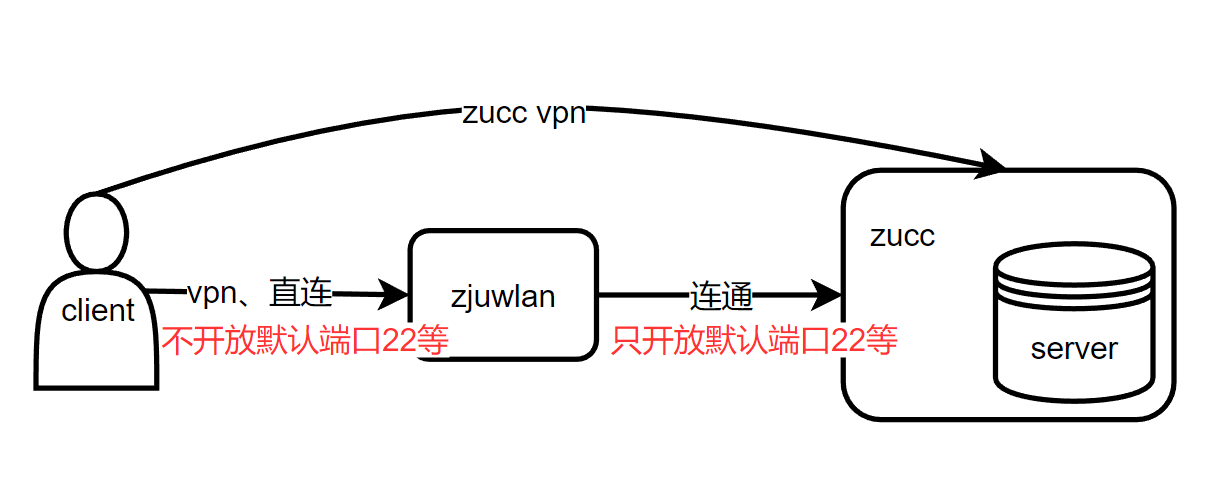 zucc vpn
zucc
client
vpn、直连
zjuwlan
连通
不开放默认端口22等
只开放默认端口22等
server